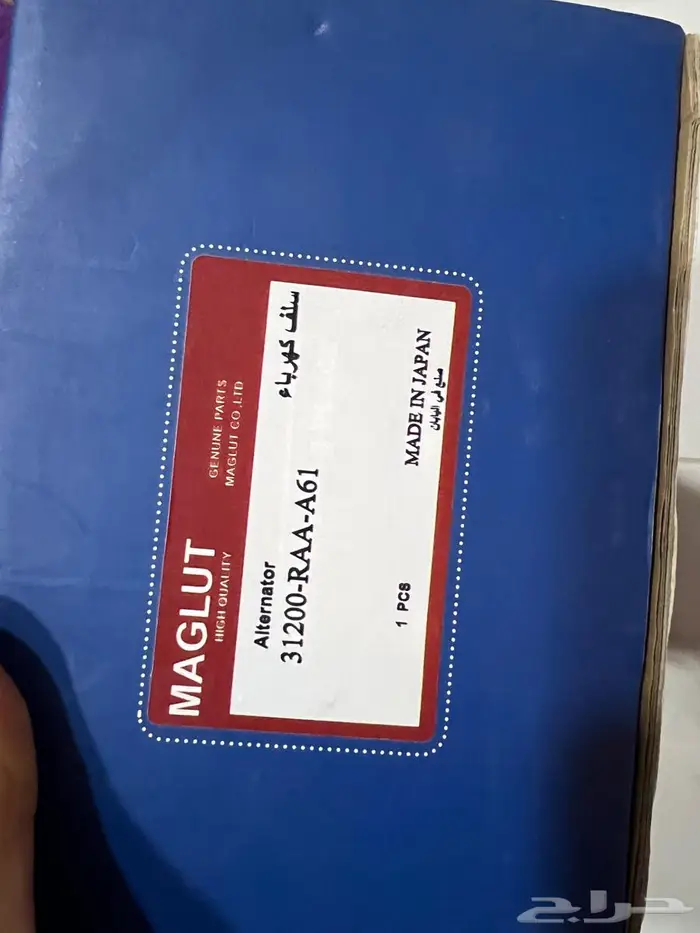 MAGLUT
HIGH QUALITY
GENUNE PARTS
MAGLUT CO.,LTD
Alternator
سلف كهرباء
31200-RAA-A61
1 PCS
MADE IN JAPAN
صنع في اليابان
حراج